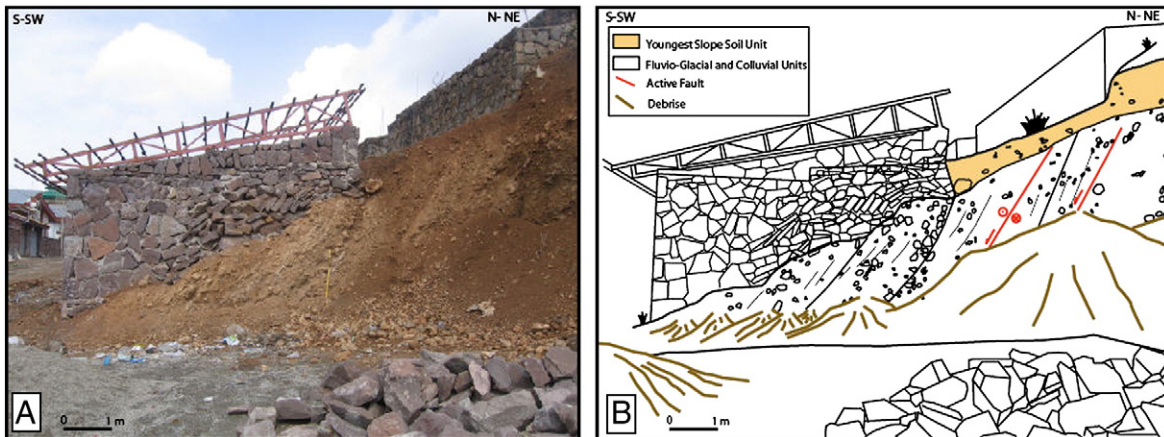 S-SW
N-NE
A
0 1 m
S-SW
N-NE
Youngest Slope Soil Unit
Fluvio-Glacial and Colluvial Units
Active Fault
Debrise
B
0 1 m